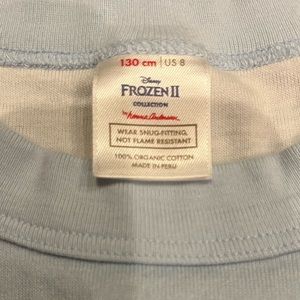 130 cm | US 8
Disney
FROZEN II
COLLECTION
by Hanna Andersson
WEAR SNUG-FITTING,
NOT FLAME RESISTANT
100% ORGANIC COTTON
MADE IN PERU